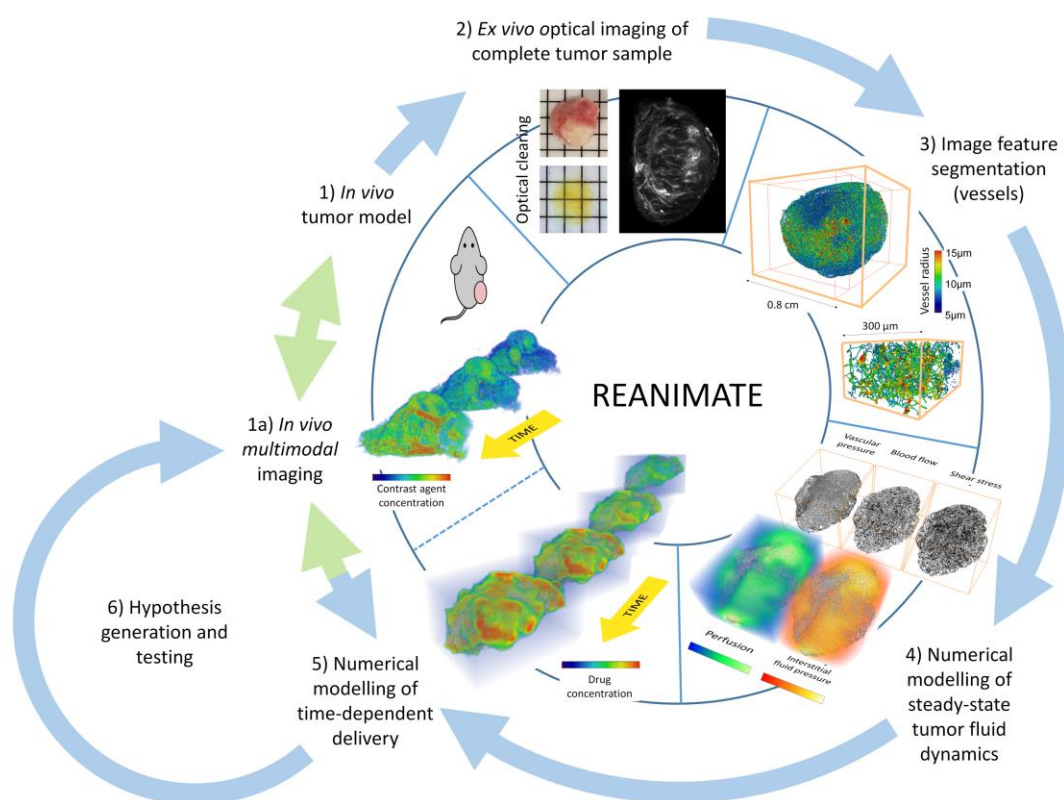 2) Ex vivo optical imaging of
complete tumor sample
Optical clearing
3) Image feature
segmentation
(vessels)
1) In vivo
tumor model
15µm
10µm
5µm
Vessel radius
0.8 cm
300 µm
REANIMATE
TIME
1a) In vivo
multimodal
imaging
Contrast agent
concentration
Vascular
pressure
Blood flow
Shear stress
TIME
Perfusion
Interstitial
fluid pressure
Drug
concentration
6) Hypothesis
generation and
testing
5) Numerical
modelling of
time-dependent
delivery
4) Numerical
modelling of
steady-state
tumor fluid
dynamics